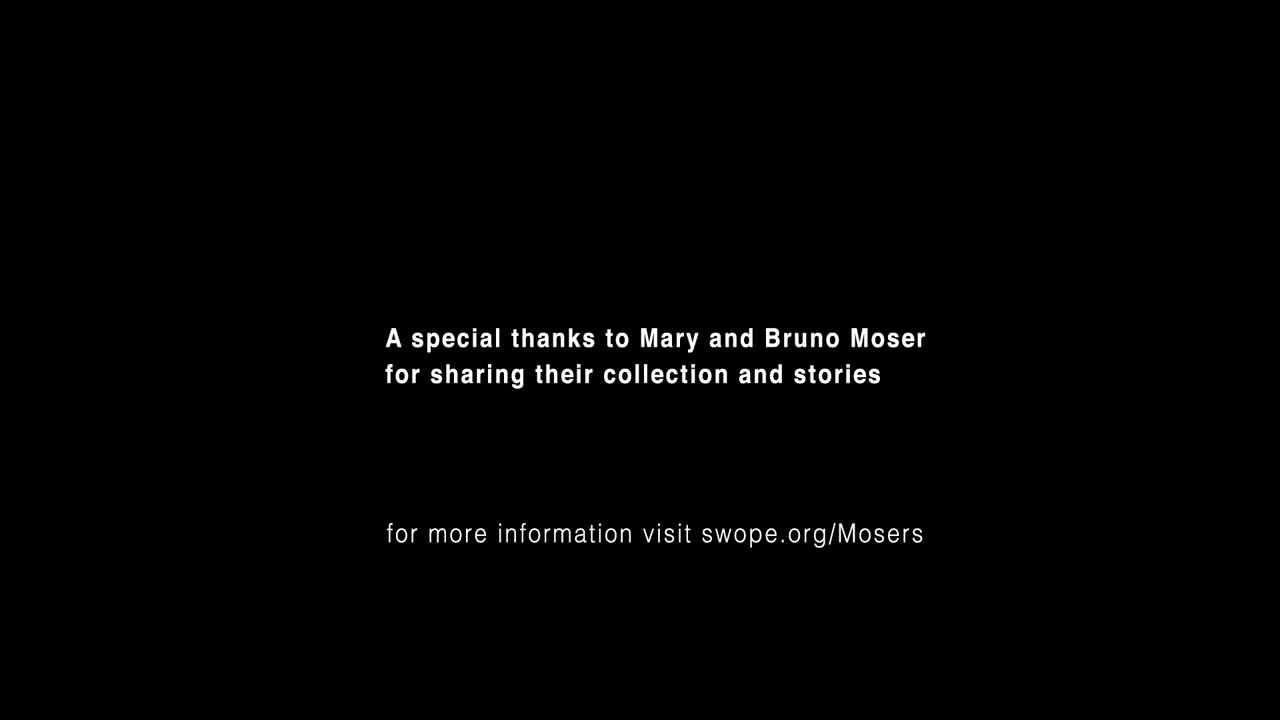 A special thanks to Mary and Bruno Moser
for sharing their collection and stories
for more information visit swope.org/Mosers